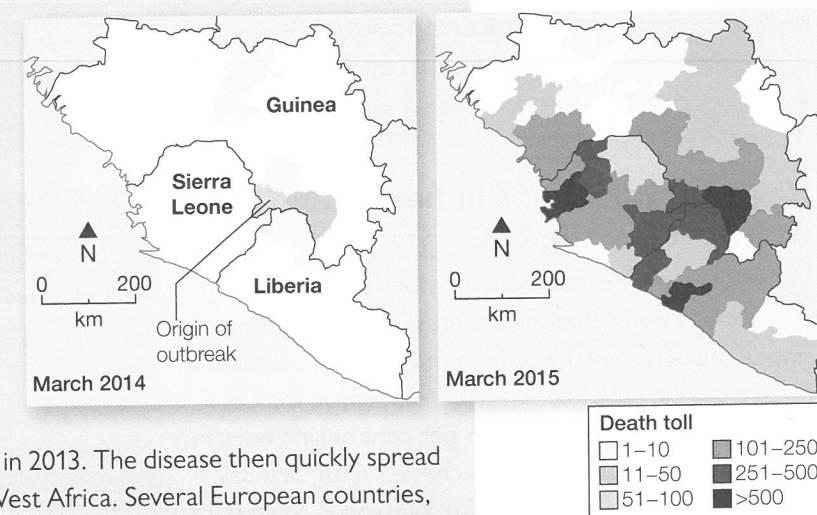 Guinea
Sierra
Leone
Liberia
N
0 200
km
Origin of
outbreak
March 2014
N
0 200
km
March 2015
Death toll
1–10
11–50
51–100
101–250
251–500
>500
in 2013. The disease then quickly spread
West Africa. Several European countries,